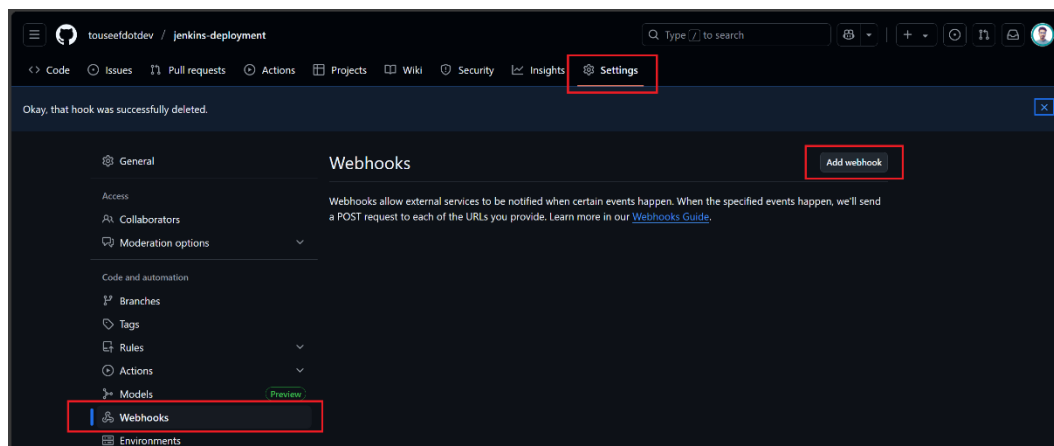 touseefdotdev / jenkins-deployment
Type / to search
Code Issues Pull requests Actions Projects Wiki Security Insights Settings
Okay, that hook was successfully deleted.
General
Webhooks
Add webhook
Access
Webhooks allow external services to be notified when certain events happen. When the specified events happen, we'll send
a POST request to each of the URLs you provide. Learn more in our Webhooks Guide.
Collaborators
Moderation options
Code and automation
Branches
Tags
Rules
Actions
Models Preview
Webhooks
Environments